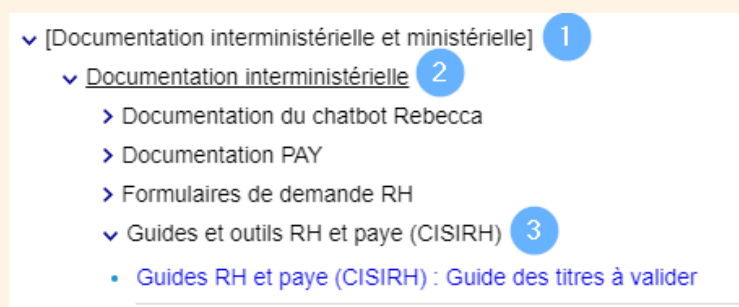 [Documentation interministérielle et ministérielle] 1
Documentation interministérielle 2
Documentation du chatbot Rebecca
Documentation PAY
Formulaires de demande RH
Guides et outils RH et paye (CISIRH) 3
Guides RH et paye (CISIRH) : Guide des titres à valider